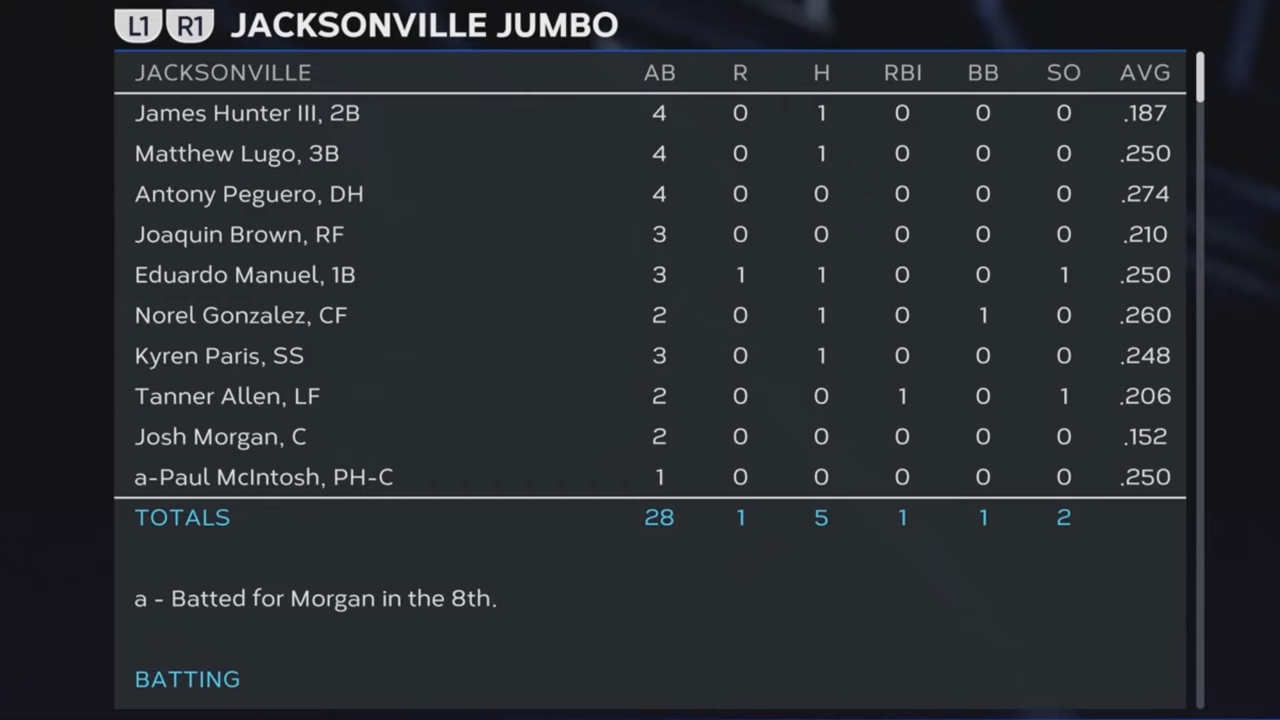 L1 R1 JACKSONVILLE JUMBO
JACKSONVILLE AB R H RBI BB SO AVG
James Hunter III, 2B 4 0 1 0 0 0 .187
Matthew Lugo, 3B 4 0 1 0 0 0 .250
Antony Peguero, DH 4 0 0 0 0 0 .274
Joaquin Brown, RF 3 0 0 0 0 0 .210
Eduardo Manuel, 1B 3 1 1 0 0 1 .250
Norel Gonzalez, CF 2 0 1 0 1 0 .260
Kyren Paris, SS 3 0 1 0 0 0 .248
Tanner Allen, LF 2 0 0 1 0 1 .206
Josh Morgan, C 2 0 0 0 0 0 .152
a-Paul McIntosh, PH-C 1 0 0 0 0 0 .250
TOTALS 28 1 5 1 1 2
a - Batted for Morgan in the 8th.
BATTING